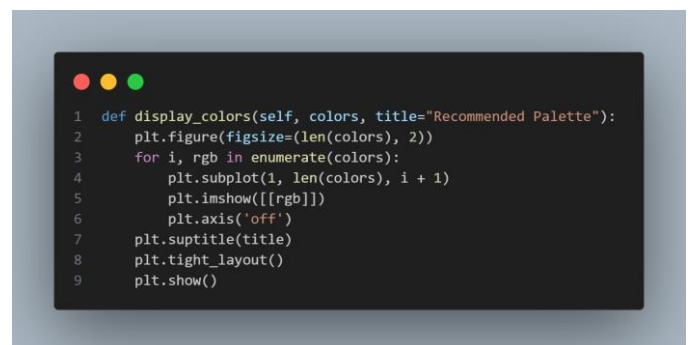 1 def display_colors(self, colors, title="Recommended Palette"):
2     plt.figure(figsize=(len(colors), 2))
3     for i, rgb in enumerate(colors):
4         plt.subplot(1, len(colors), i + 1)
5         plt.imshow([[rgb]])
6         plt.axis('off')
7     plt.suptitle(title)
8     plt.tight_layout()
9     plt.show()